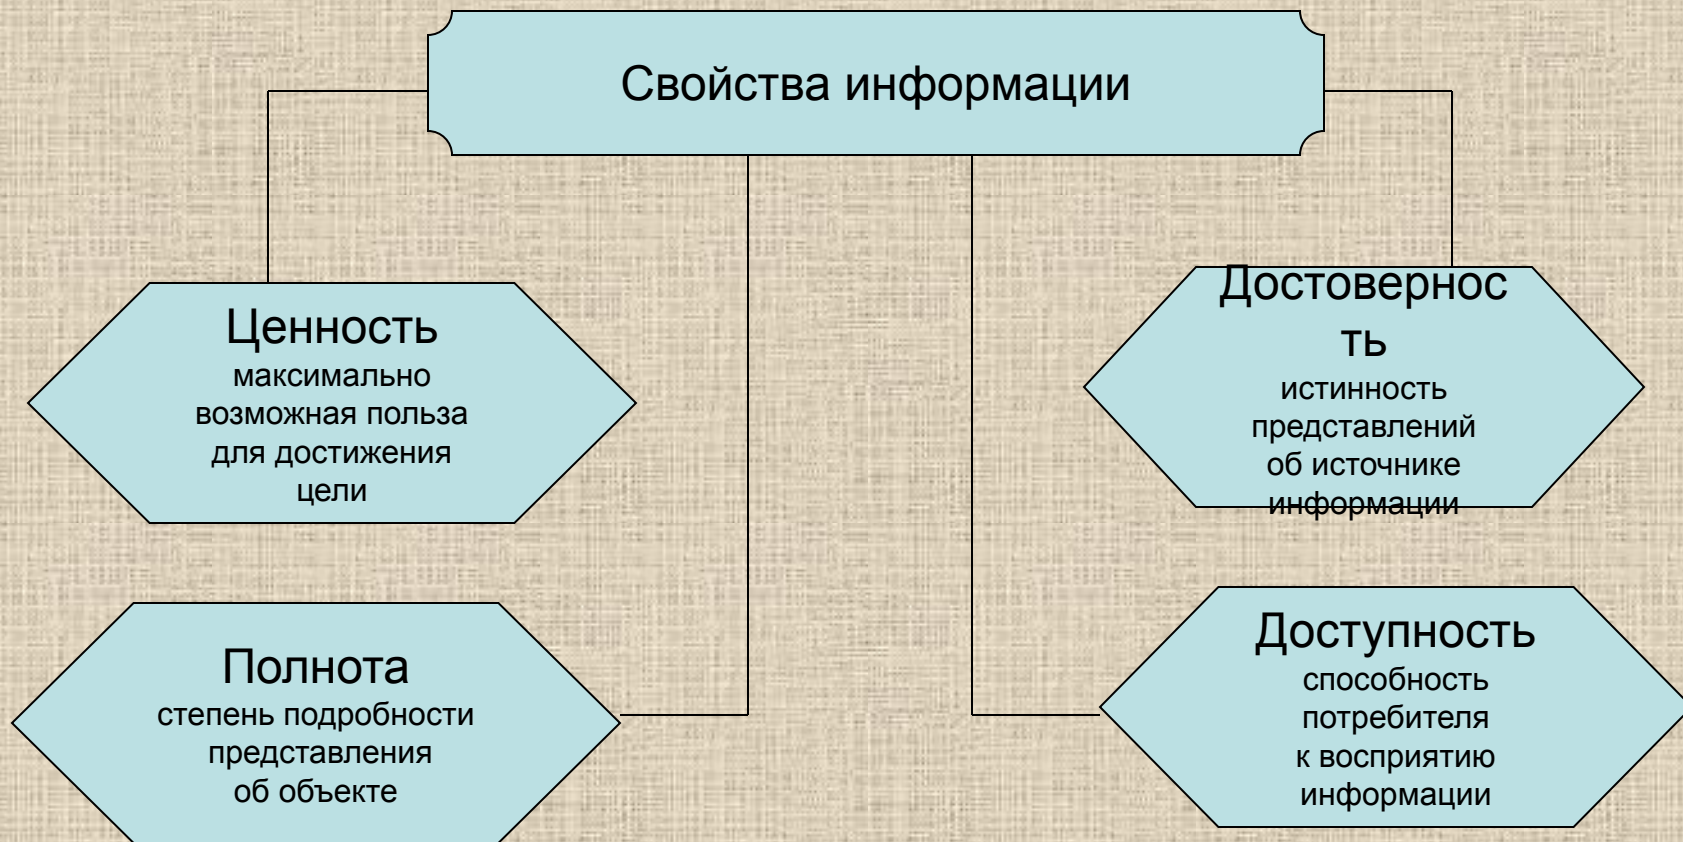 Свойства информации
Ценность
максимально
возможная польза
для достижения
цели
Достовернос
ть
истинность
представлений
об источнике
информации
Полнота
степень подробности
представления
об объекте
Доступность
способность
потребителя
к восприятию
информации